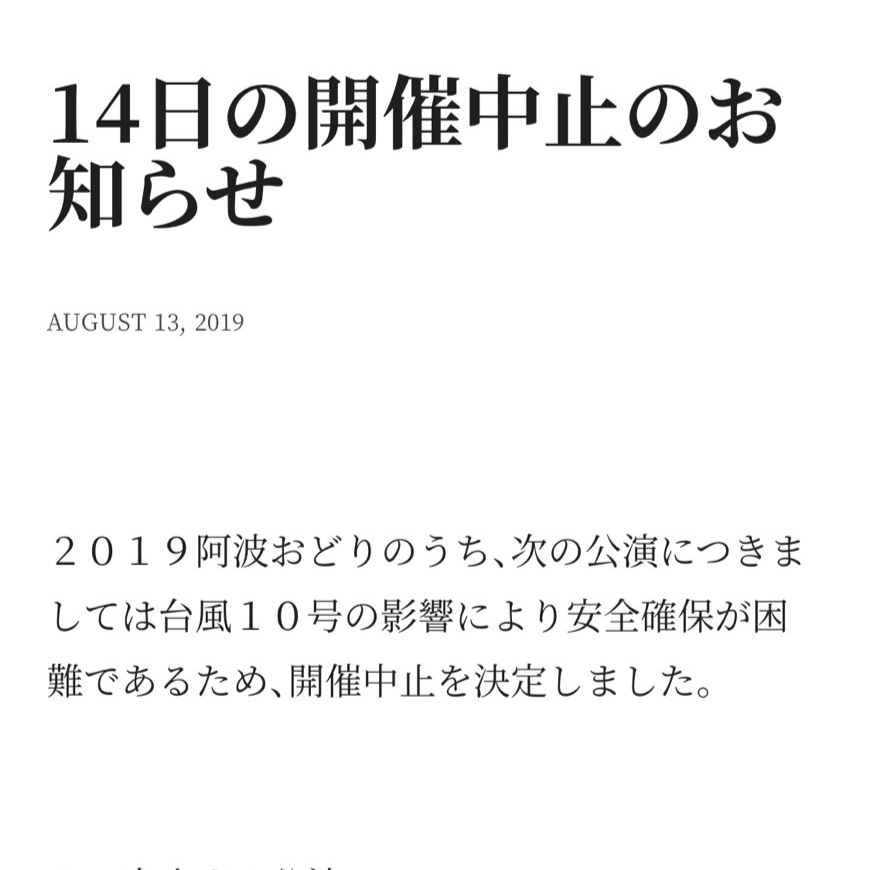 14日の開催中止のお
知らせ
AUGUST 13, 2019
２０１９阿波おどりのうち、次の公演につきま
しては台風１０号の影響により安全確保が困
難であるため、開催中止を決定しました。